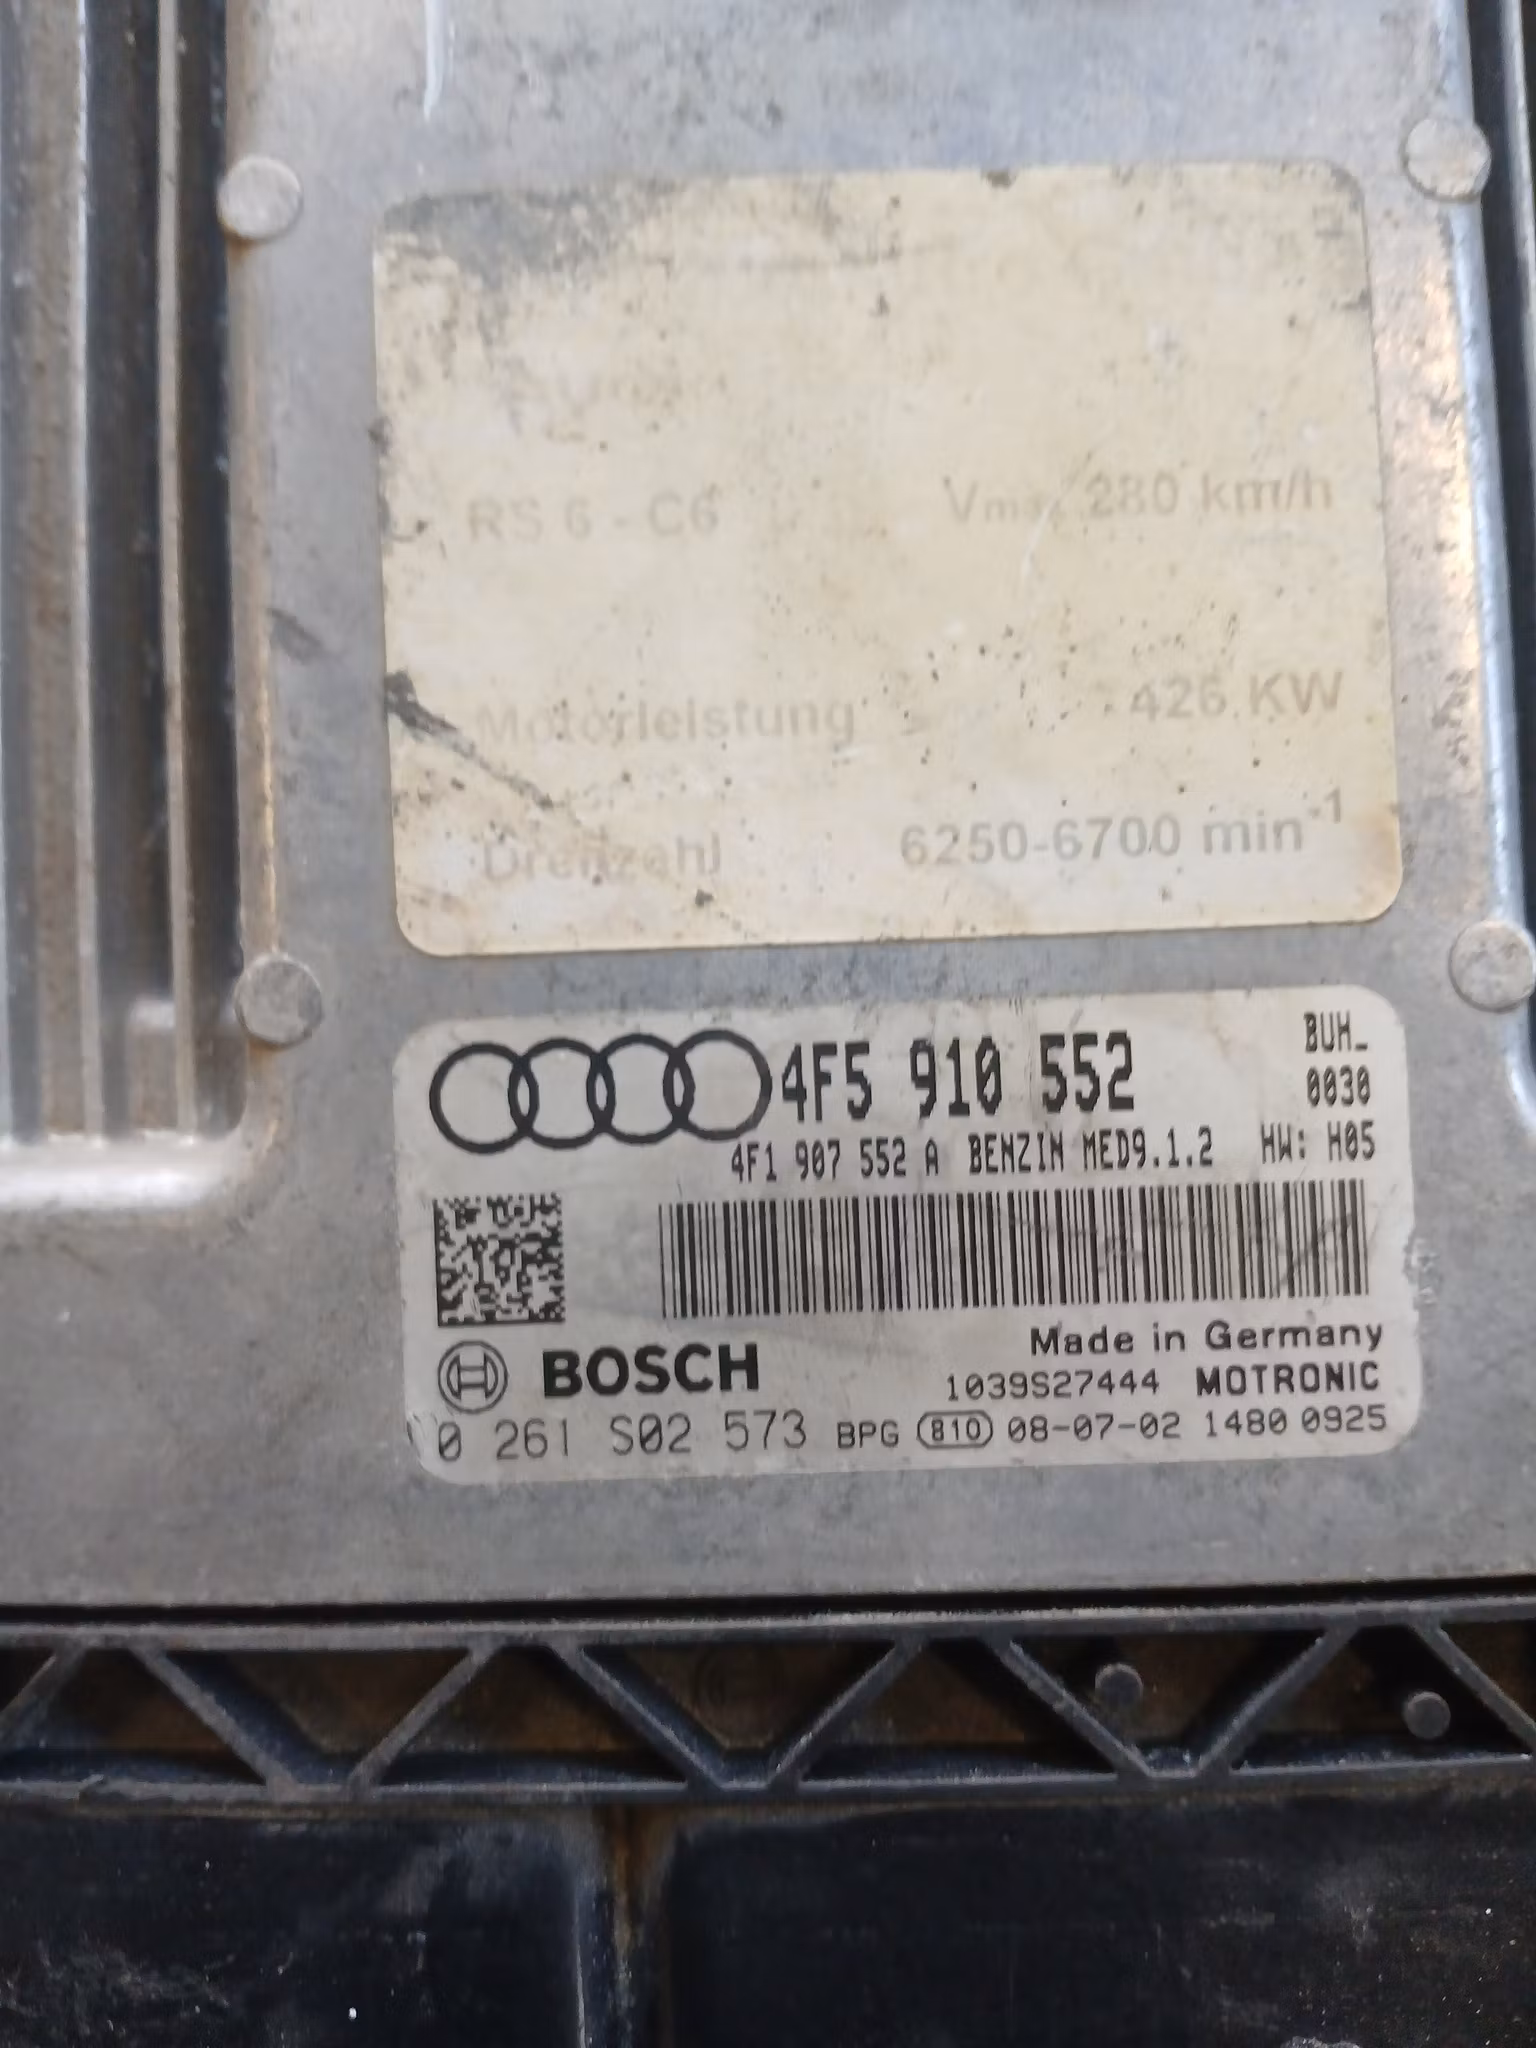 RS 6 - C6 Vmax 280 km/h
Motorleistung 426 KW
Drehzahl 6250-6700 min-1
4F5 910 552 BUH_
0030
4F1 907 552 A BENZIN MED9.1.2 HW: H05
Made in Germany
BOSCH 1039S27444 MOTRONIC
0 261 S02 573 BPG 810 08-07-02 1480 0925